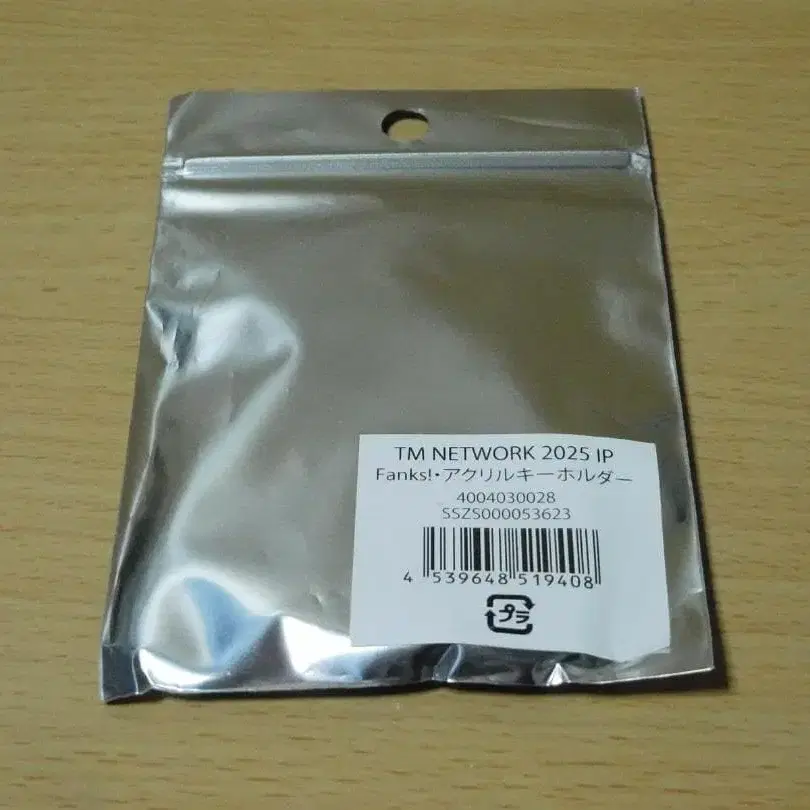 TM NETWORK 2025 IP
Fanks!・アクリルキーホルダー
4004030028
SSZS000053623
4 539648 519408
プラ